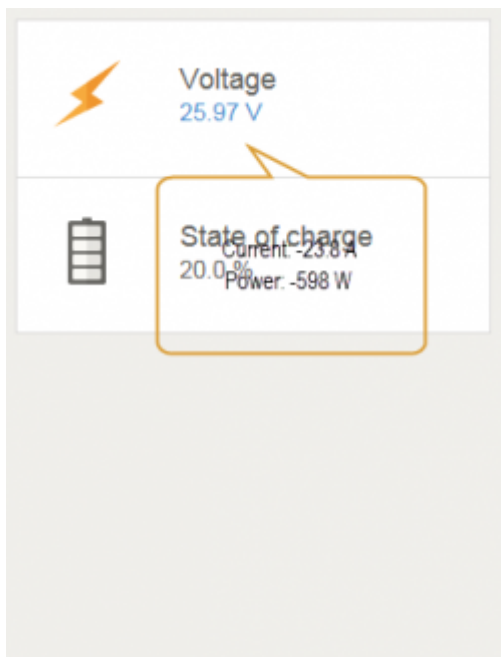 Voltage
25.97 V
State of charge
20.0 %
Current: -23.8 A
Power: -598 W